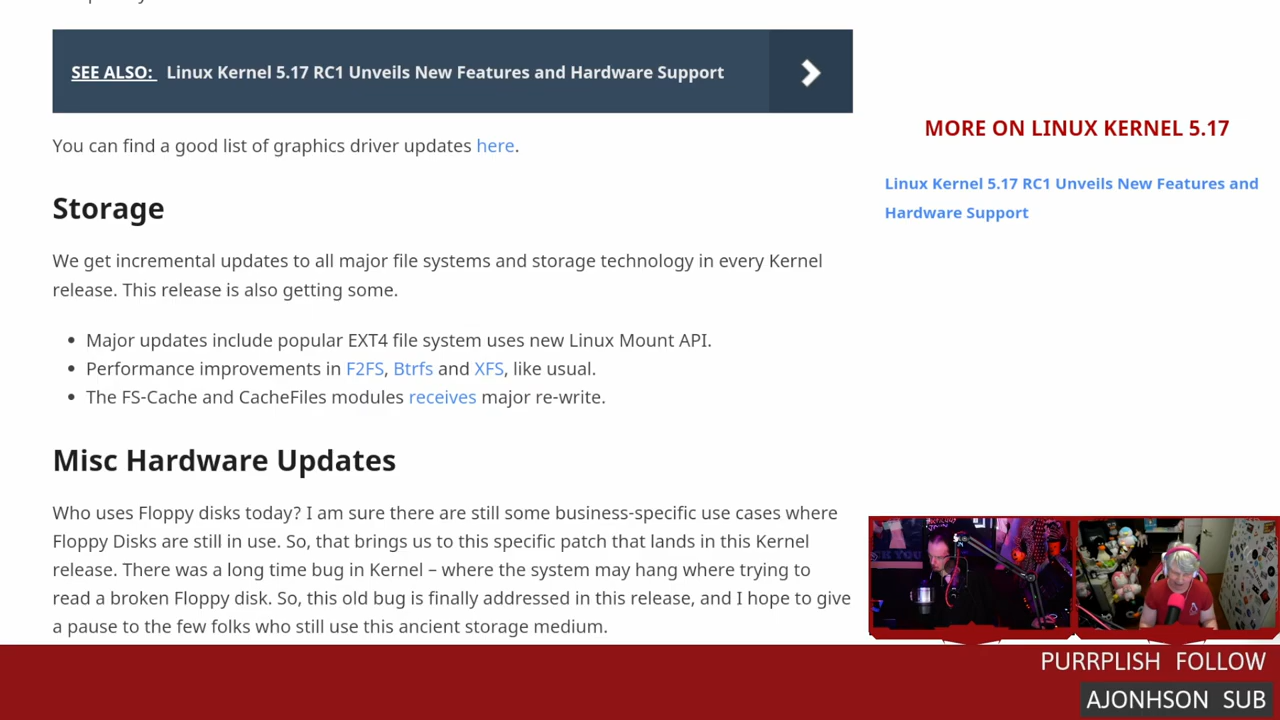 SEE ALSO: Linux Kernel 5.17 RC1 Unveils New Features and Hardware Support
You can find a good list of graphics driver updates here.
Storage
We get incremental updates to all major file systems and storage technology in every Kernel
release. This release is also getting some.
• Major updates include popular EXT4 file system uses new Linux Mount API.
• Performance improvements in F2FS, Btrfs and XFS, like usual.
• The FS-Cache and CacheFiles modules receives major re-write.
Misc Hardware Updates
Who uses Floppy disks today? I am sure there are still some business-specific use cases where
Floppy Disks are still in use. So, that brings us to this specific patch that lands in this Kernel
release. There was a long time bug in Kernel – where the system may hang where trying to
read a broken Floppy disk. So, this old bug is finally addressed in this release, and I hope to give
a pause to the few folks who still use this ancient storage medium.
MORE ON LINUX KERNEL 5.17
Linux Kernel 5.17 RC1 Unveils New Features and
Hardware Support
PURRPLISH FOLLOW
AJONHSON SUB